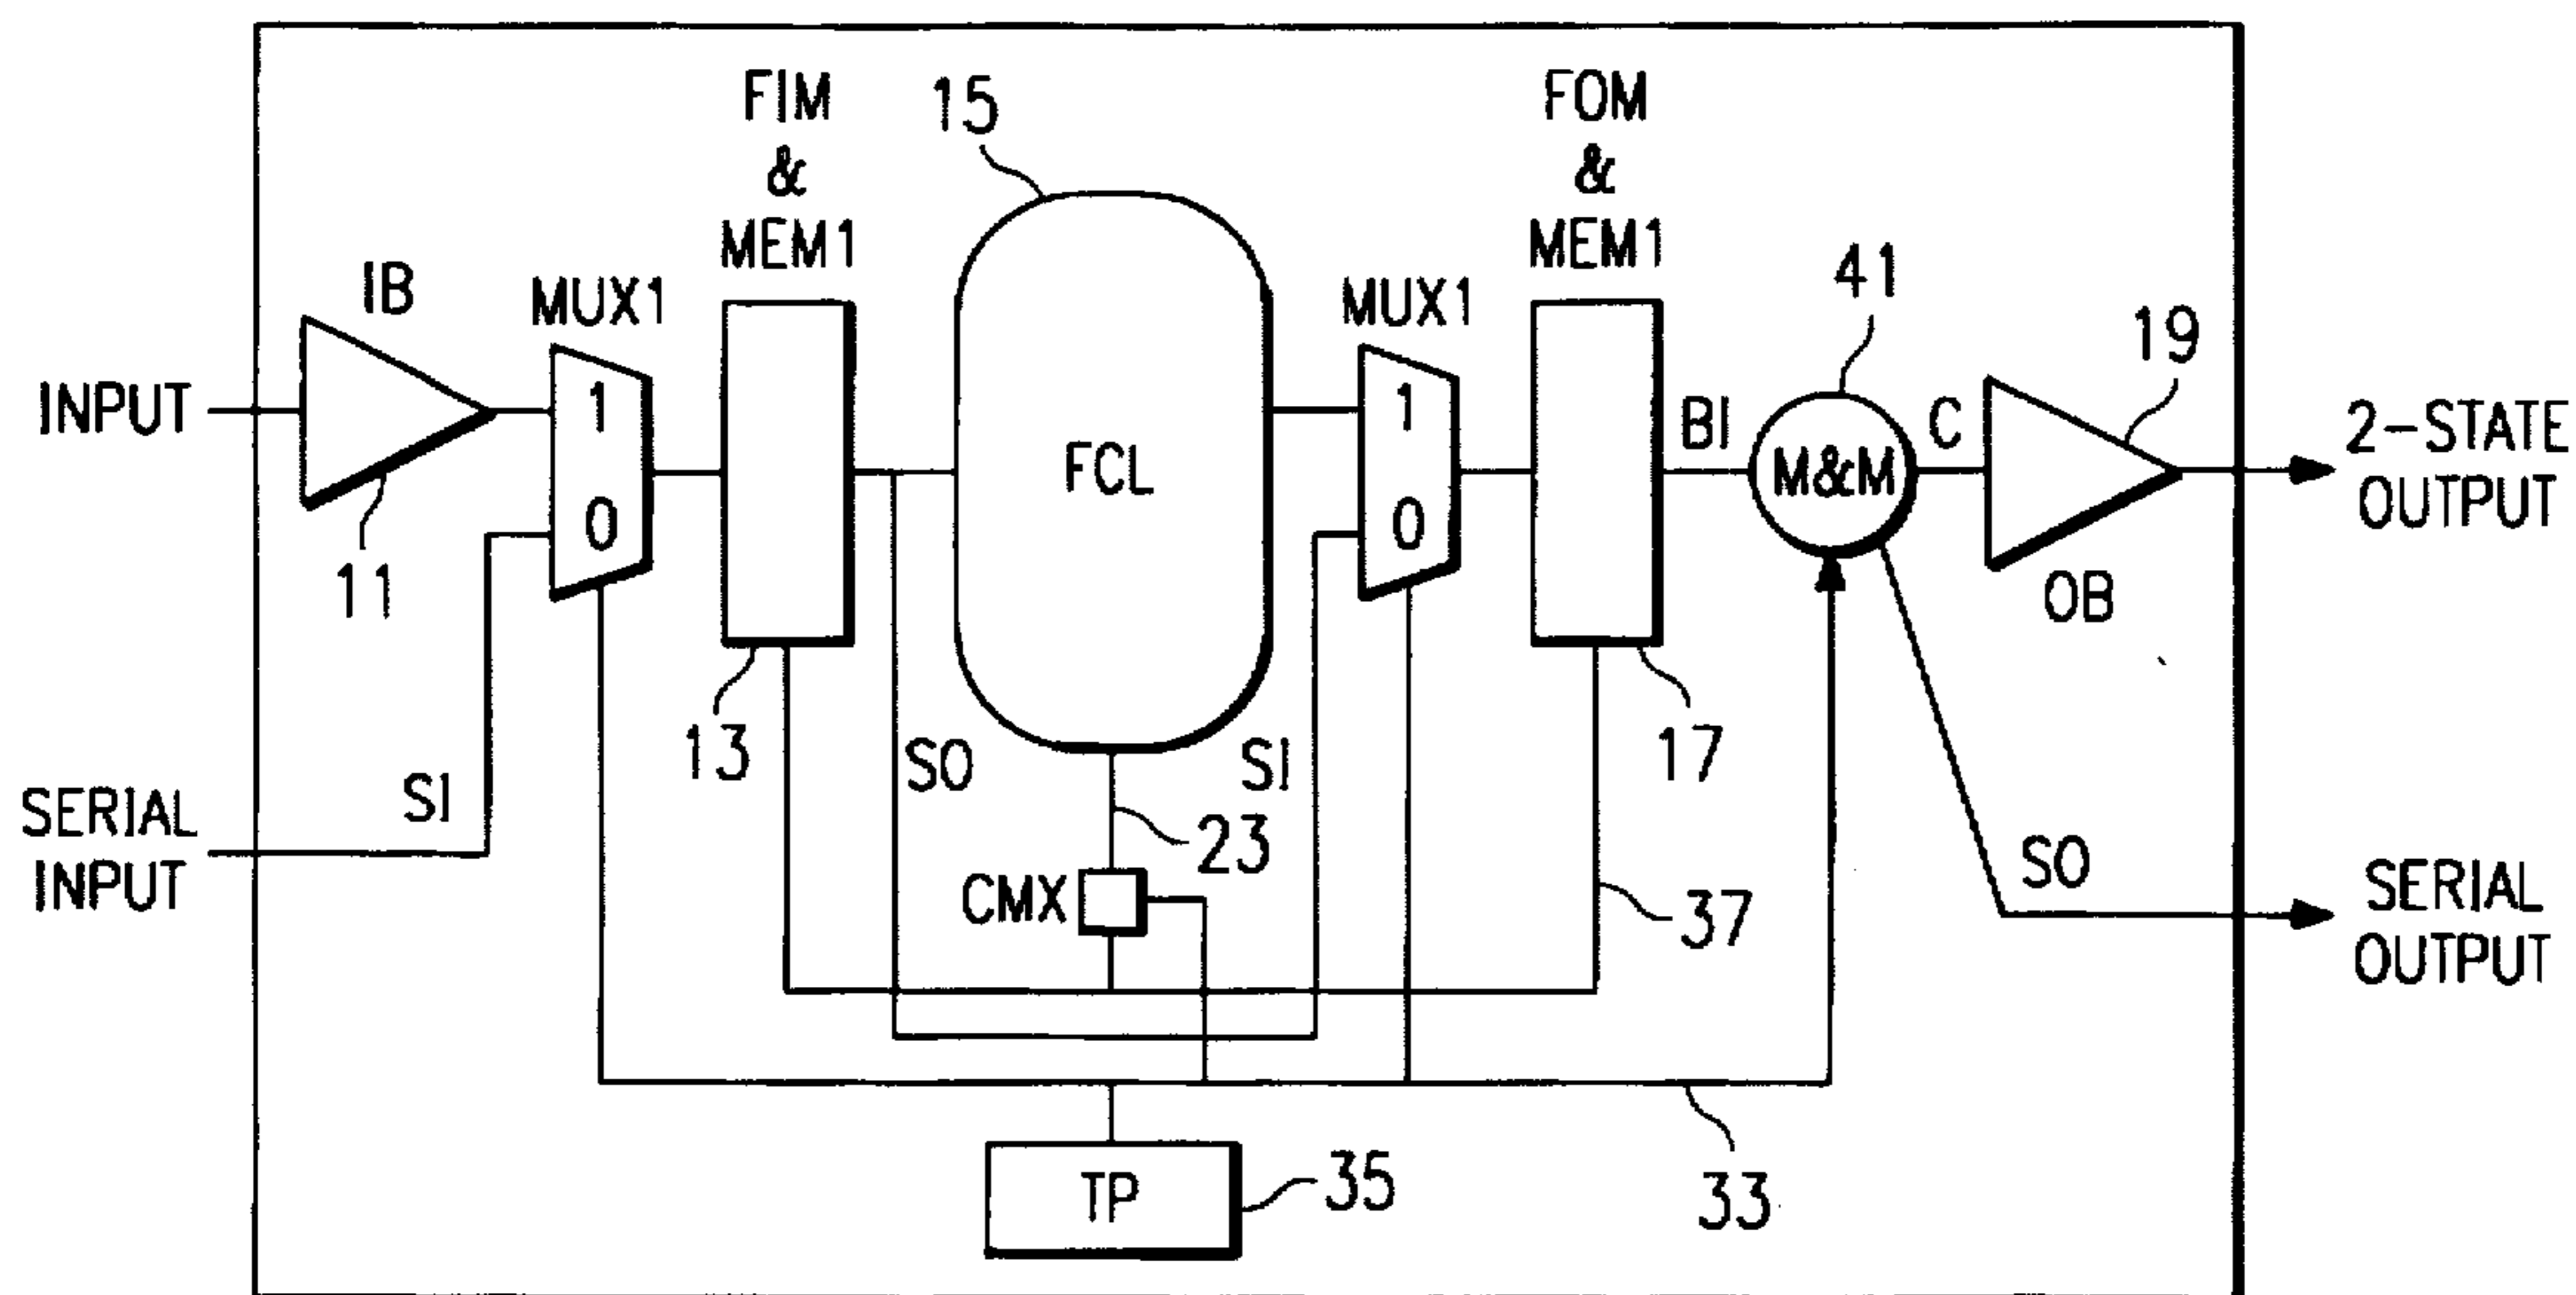 FIM
&
MEM1
15
FOM
&
MEM1
41
19
IB
MUX1
MUX1
INPUT
1
0
11
FCL
1
0
BI
M&M
C
OB
2-STATE
OUTPUT
13
SO
SI
17
SI
SERIAL
INPUT
23
CMX
37
SO
SERIAL
OUTPUT
TP
35
33